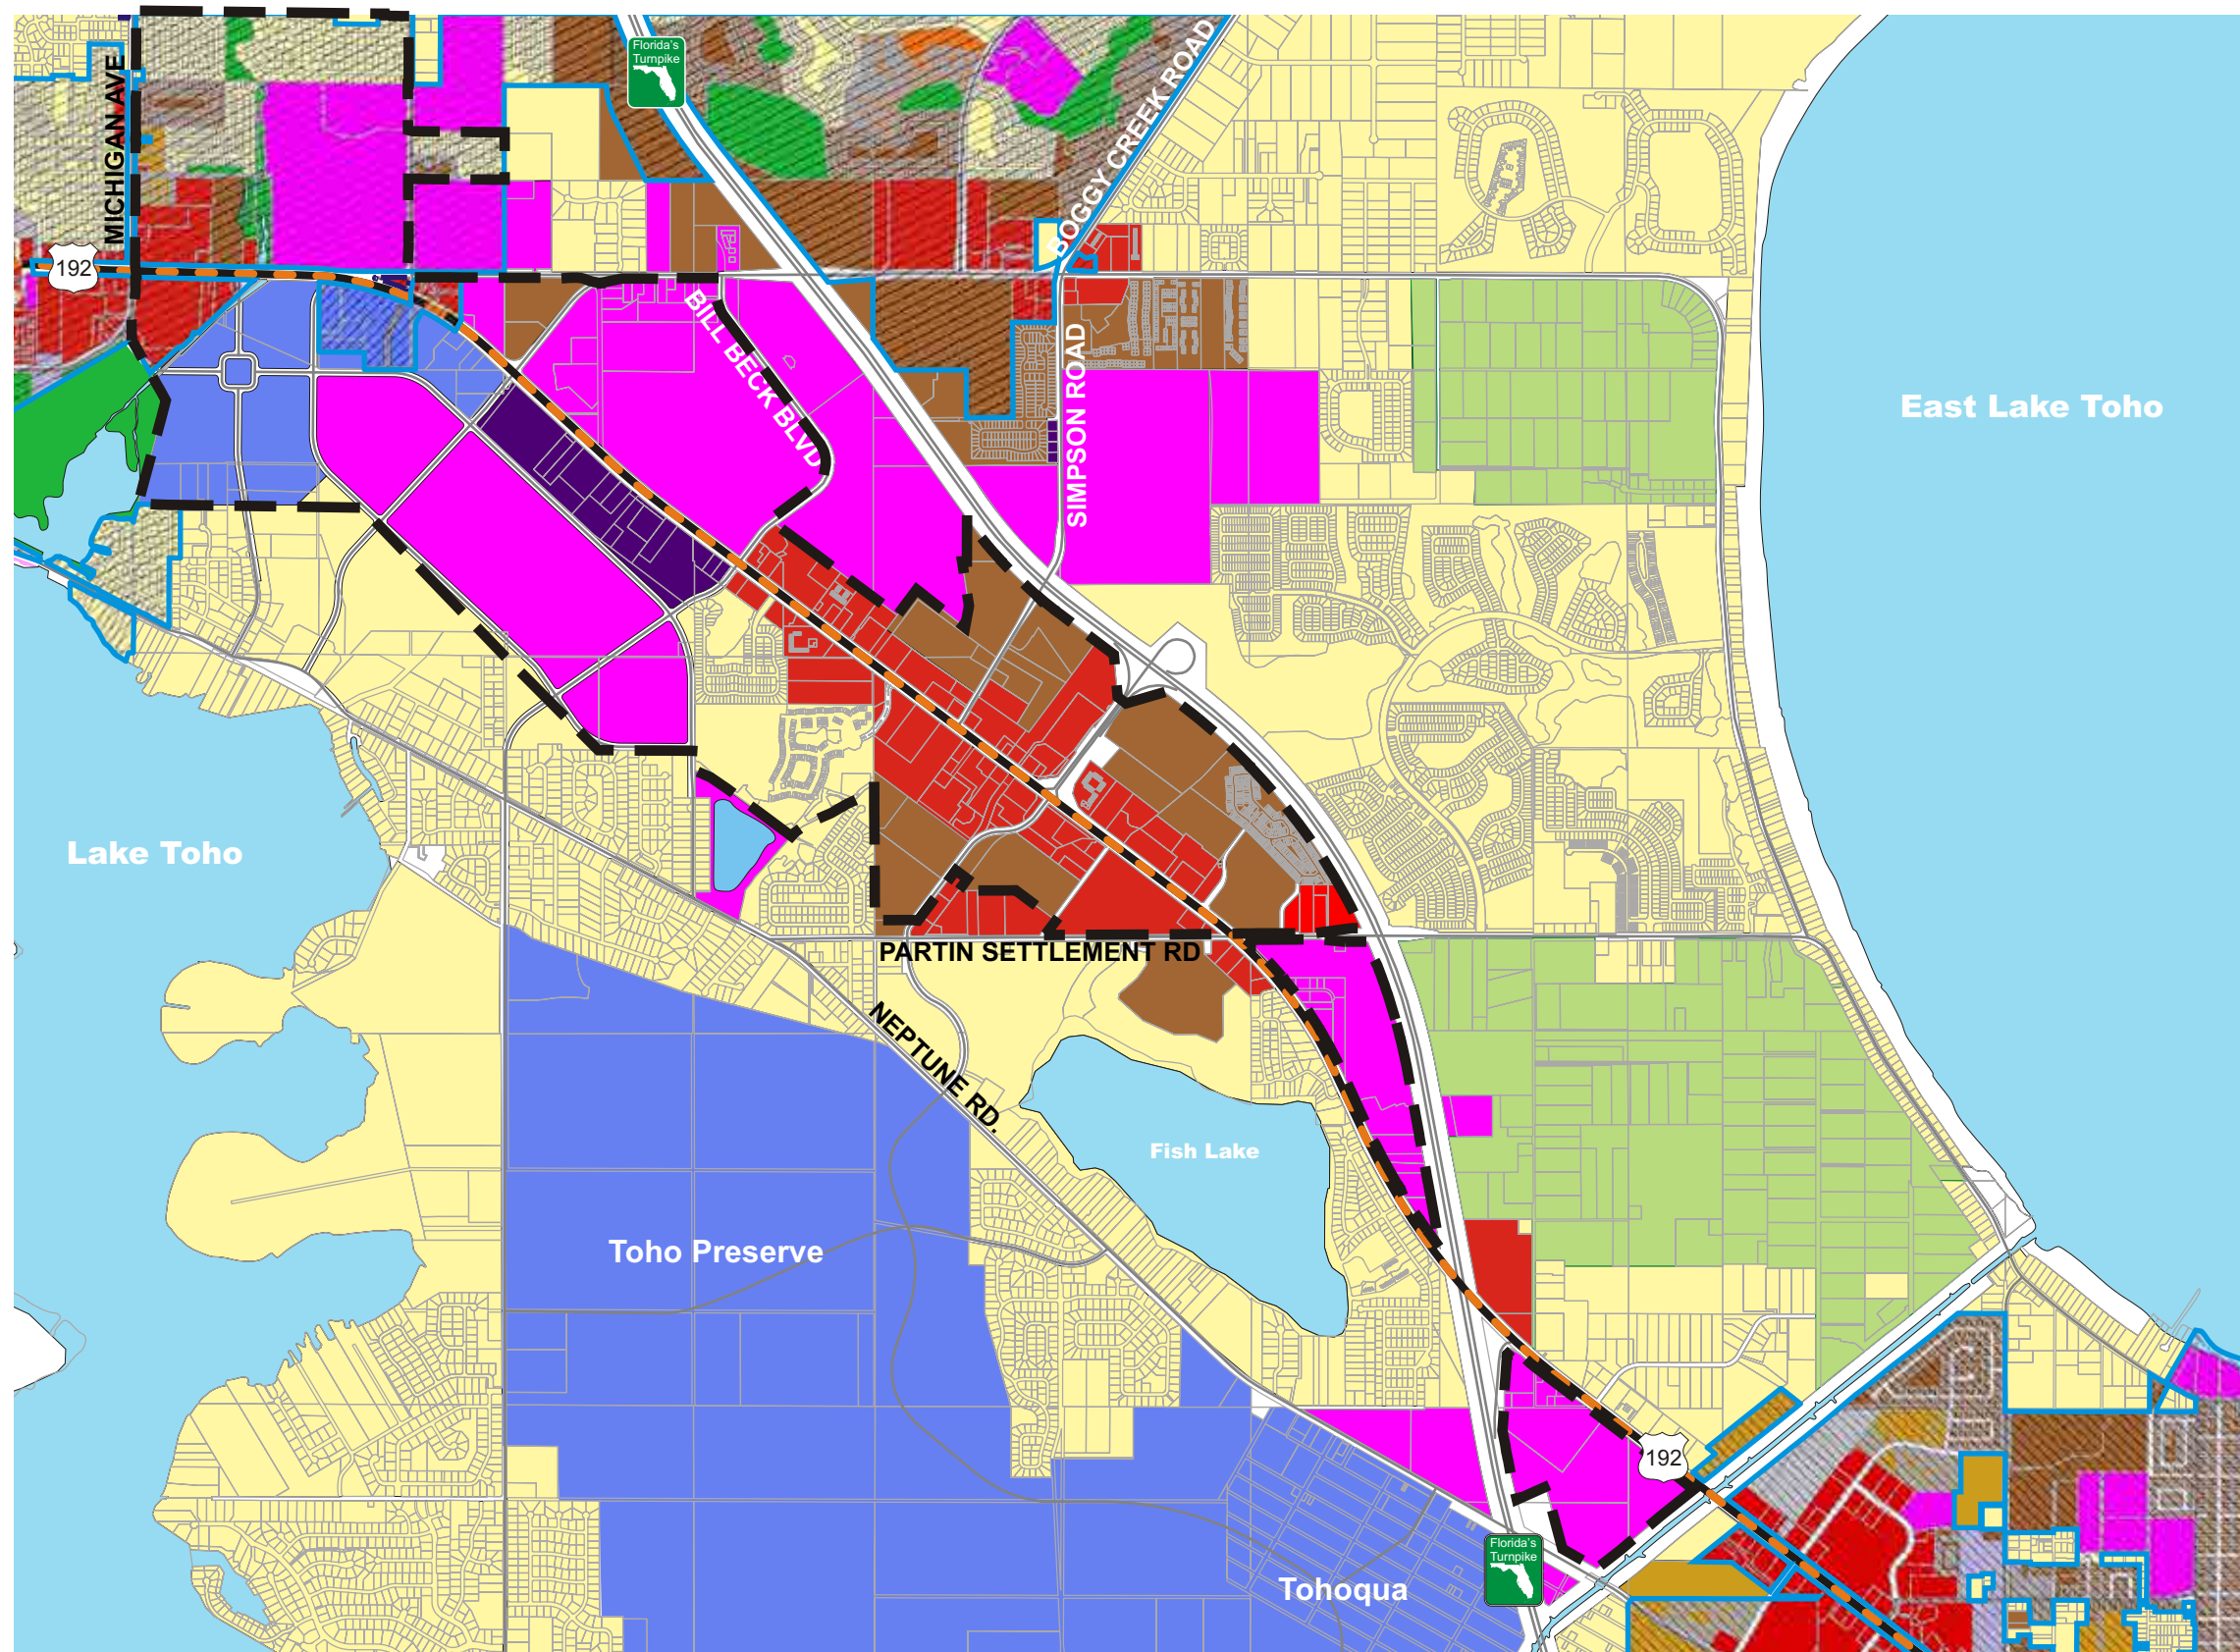 Florida's
Turnpike
MICHIGAN AVE
BOGGY CREEK ROAD
192
BILL BECK BLVD
SIMPSON ROAD
East Lake Toho
Lake Toho
PARTIN SETTLEMENT RD
NEPTUNE RD.
Fish Lake
Toho Preserve
192
Florida's
Turnpike
Tohoqua